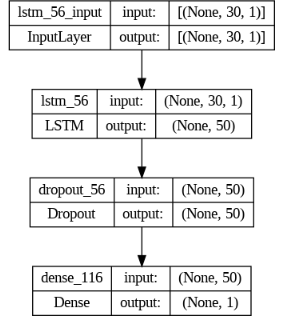 lstm_56_input input: [(None, 30, 1)]
InputLayer output: [(None, 30, 1)]
lstm_56 input: (None, 30, 1)
LSTM output: (None, 50)
dropout_56 input: (None, 50)
Dropout output: (None, 50)
dense_116 input: (None, 50)
Dense output: (None, 1)